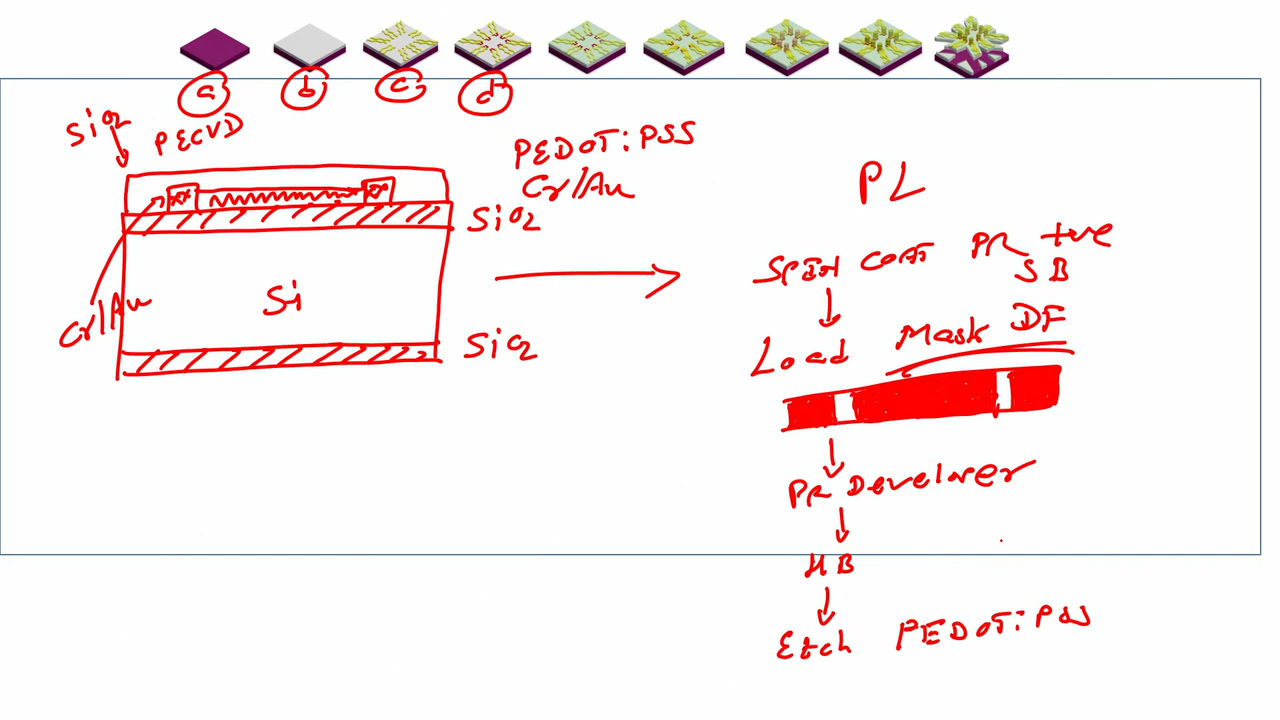 a b c d
SiO2
PECVD
PEDOT:PSS
Cr/Au
SiO2
Cr/Au
Si
SiO2
PL
SPIN COAT PR +ve
SB
Load Mask DF
PR Developer
HB
Etch PEDOT:PSS